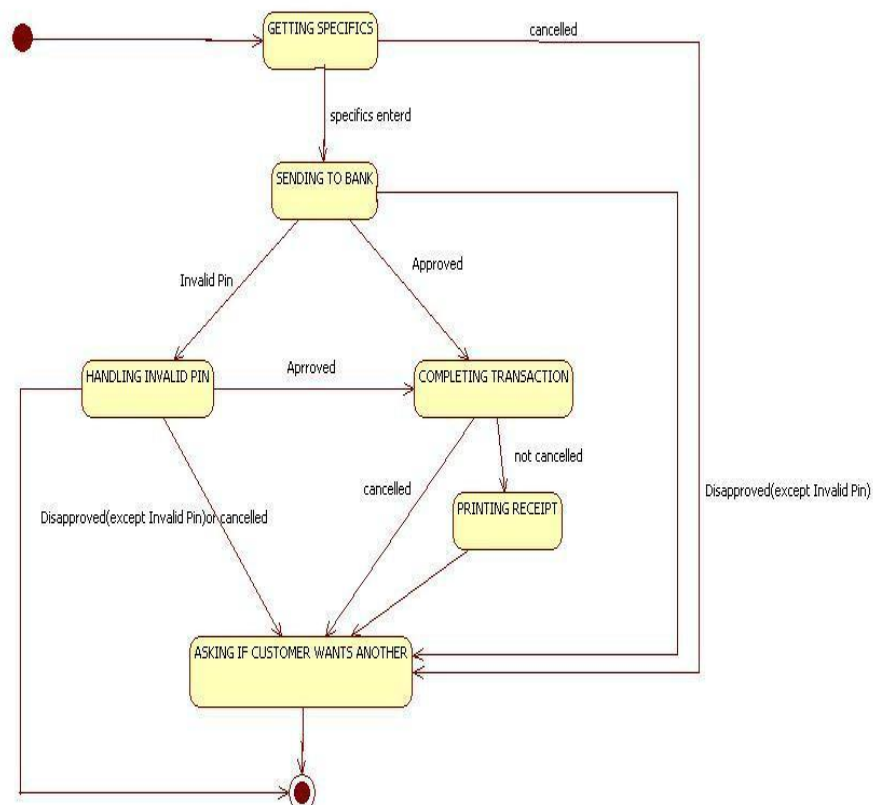 GETTING SPECIFICS
cancelled
specifics enterd
SENDING TO BANK
Invalid Pin
Approved
HANDLING INVALID PIN
Aprroved
COMPLETING TRANSACTION
not cancelled
cancelled
Disapproved(except Invalid Pin)
PRINTING RECEIPT
Disapproved(except Invalid Pin)or cancelled
ASKING IF CUSTOMER WANTS ANOTHER